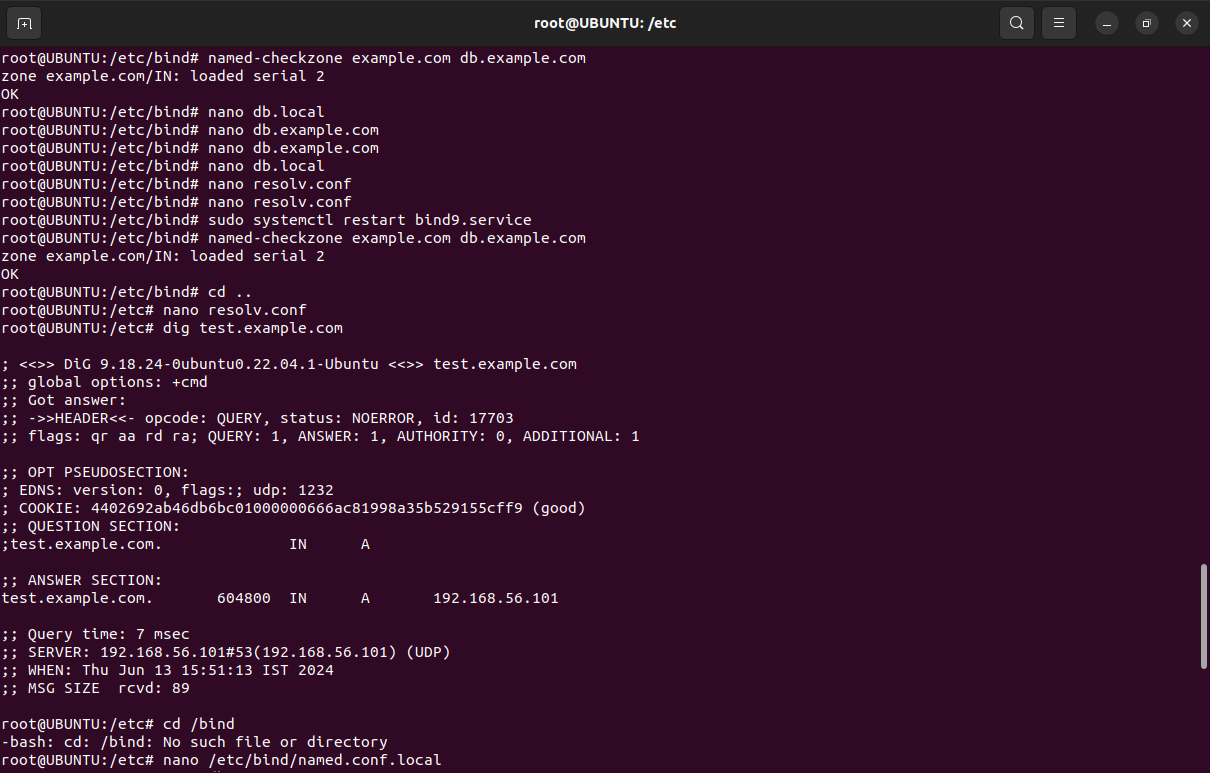 root@UBUNTU: /etc
root@UBUNTU:/etc/bind# named-checkzone example.com db.example.com
zone example.com/IN: loaded serial 2
OK
root@UBUNTU:/etc/bind# nano db.local
root@UBUNTU:/etc/bind# nano db.example.com
root@UBUNTU:/etc/bind# nano db.example.com
root@UBUNTU:/etc/bind# nano db.local
root@UBUNTU:/etc/bind# nano resolv.conf
root@UBUNTU:/etc/bind# nano resolv.conf
root@UBUNTU:/etc/bind# sudo systemctl restart bind9.service
root@UBUNTU:/etc/bind# named-checkzone example.com db.example.com
zone example.com/IN: loaded serial 2
OK
root@UBUNTU:/etc/bind# cd ..
root@UBUNTU:/etc# nano resolv.conf
root@UBUNTU:/etc# dig test.example.com

; <<>> DiG 9.18.24-0ubuntu0.22.04.1-Ubuntu <<>> test.example.com
;; global options: +cmd
;; Got answer:
;; ->>HEADER<<- opcode: QUERY, status: NOERROR, id: 17703
;; flags: qr aa rd ra; QUERY: 1, ANSWER: 1, AUTHORITY: 0, ADDITIONAL: 1

;; OPT PSEUDOSECTION:
; EDNS: version: 0, flags:; udp: 1232
; COOKIE: 4402692ab46db6bc01000000666ac81998a35b529155cff9 (good)
;; QUESTION SECTION:
;test.example.com.              IN      A

;; ANSWER SECTION:
test.example.com.       604800  IN      A       192.168.56.101

;; Query time: 7 msec
;; SERVER: 192.168.56.101#53(192.168.56.101) (UDP)
;; WHEN: Thu Jun 13 15:51:13 IST 2024
;; MSG SIZE  rcvd: 89

root@UBUNTU:/etc# cd /bind
-bash: cd: /bind: No such file or directory
root@UBUNTU:/etc# nano /etc/bind/named.conf.local